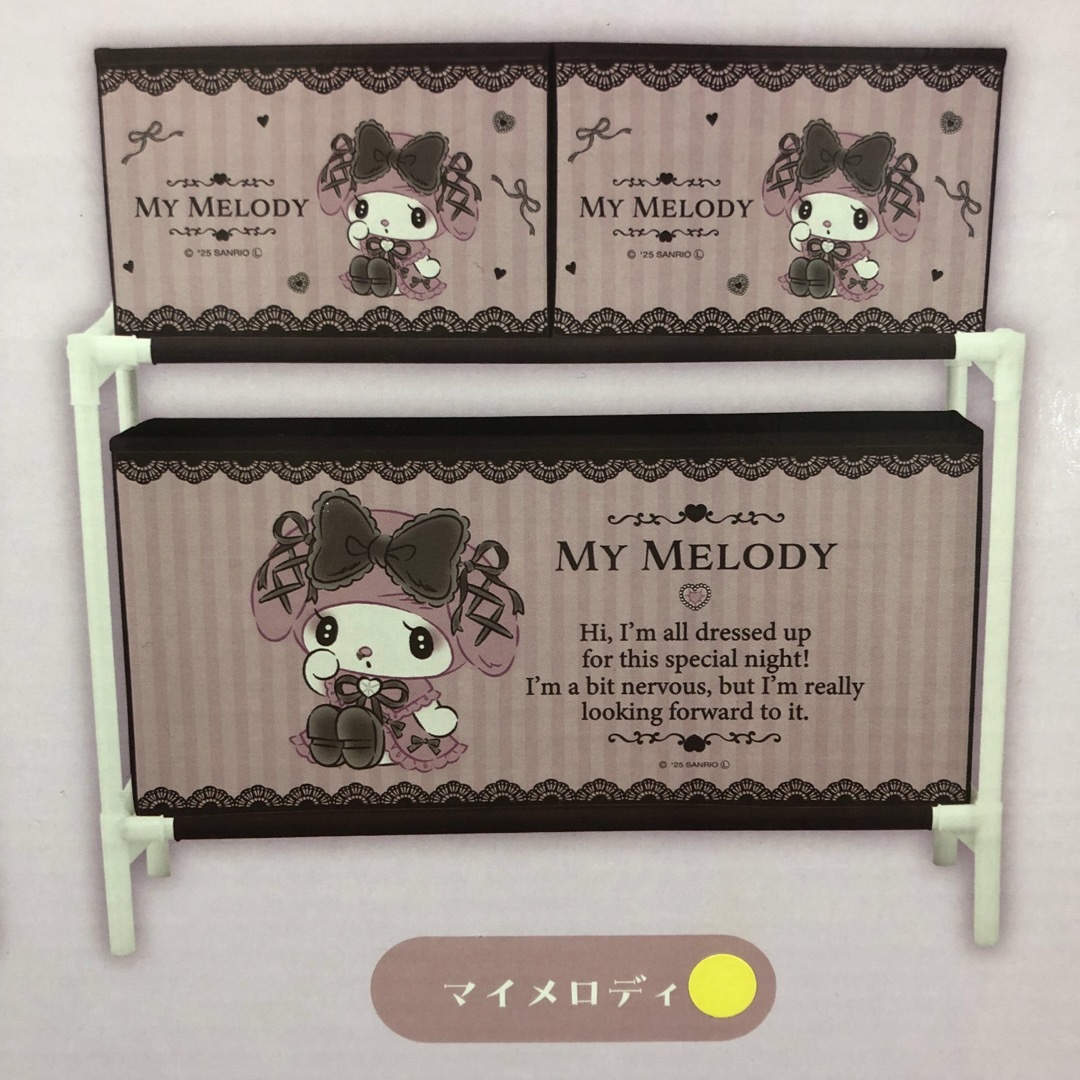 MY MELODY
© '25 SANRIO Ⓛ
MY MELODY
© '25 SANRIO Ⓛ
MY MELODY
Hi, I'm all dressed up
for this special night!
I'm a bit nervous, but I'm really
looking forward to it.
© '25 SANRIO Ⓛ
マイメロディ